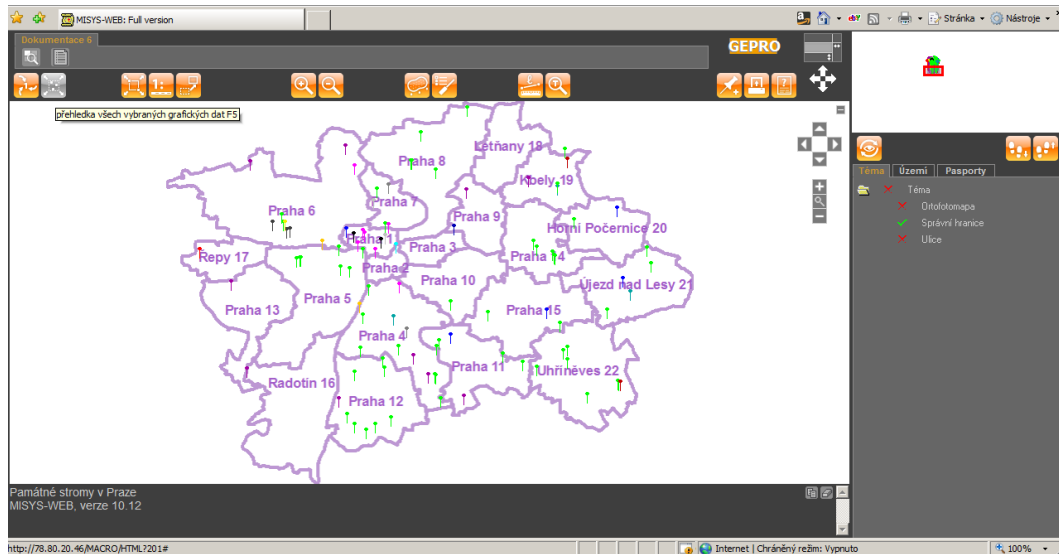 MISYS-WEB: Full version
Stránka
Nástroje
Dokumentace 6
GEPRO
1:
přehledka všech vybraných grafických dat F5
Letňany 18
Praha 8
Kbely 19
Praha 7
Praha 6
Praha 9
Horní Počernice 20
Praha 1
Praha 3
Řepy 17
Praha 14
Praha 2
Praha 10
Újezd nad Lesy 21
Praha 5
Praha 13
Praha 15
Praha 4
Praha 11
Uhříněves 22
Radotín 16
Praha 12
Téma
Území
Pasporty
Téma
Ortofotomapa
Správní hranice
Ulice
Památné stromy v Praze
MISYS-WEB, verze 10.12
http://78.80.20.46/MACRO/HTML?201#
Internet | Chráněný režim: Vypnuto
100%